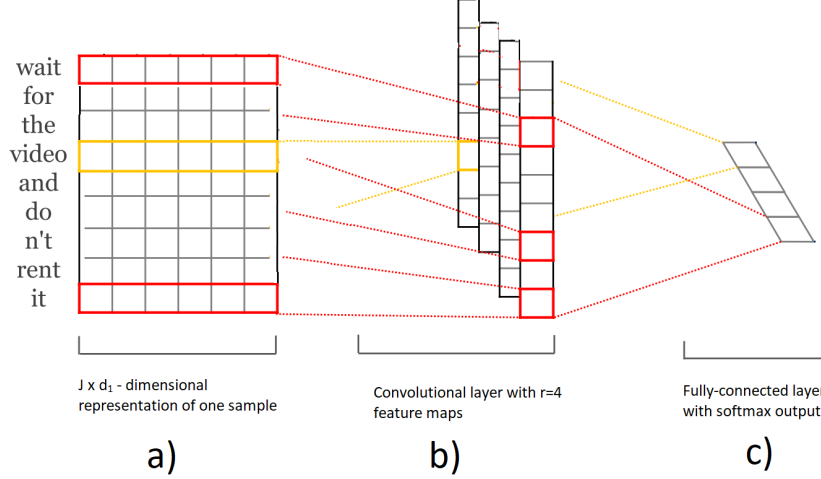 wait
for
the
video
and
do
n't
rent
it
J x d₁ - dimensional
representation of one sample
Convolutional layer with r=4
feature maps
Fully-connected layer
with softmax output
a)
b)
c)